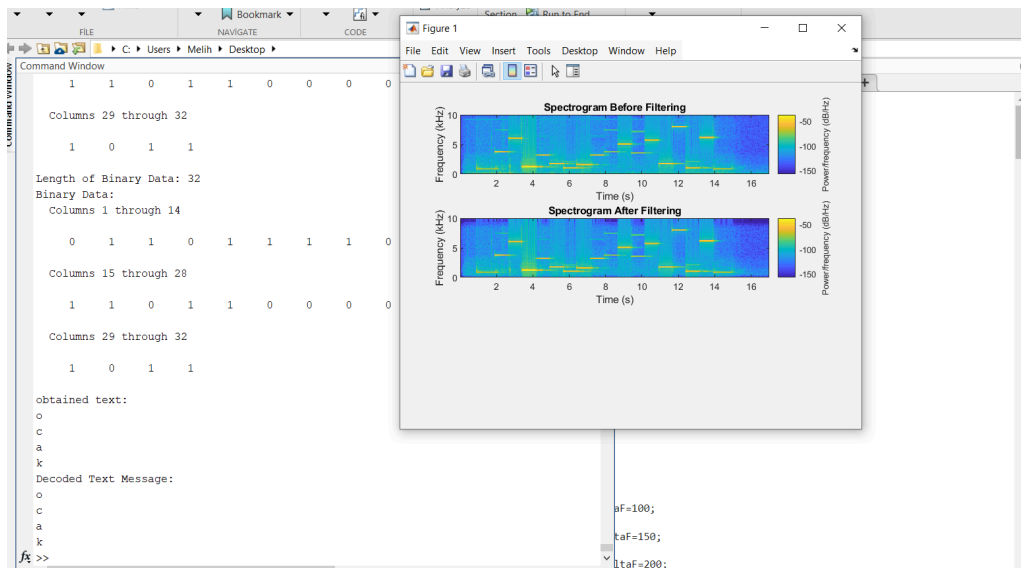 Bookmark
Section
Run to End
FILE
NAVIGATE
CODE
C: Users Melih Desktop
Command Window
1 1 0 1 1 0 0 0 0
Columns 29 through 32
1 0 1 1
Length of Binary Data: 32
Binary Data:
Columns 1 through 14
0 1 1 0 1 1 1 1 0
Columns 15 through 28
1 1 0 1 1 0 0 0 0
Columns 29 through 32
1 0 1 1
obtained text:
o
c
a
k
Decoded Text Message:
o
c
a
k
fx >>
Figure 1
File Edit View Insert Tools Desktop Window Help
Spectrogram Before Filtering
Frequency (kHz)
10
5
0
2 4 6 8 10 12 14 16
Time (s)
-50
-100
-150
Power/frequency (dB/Hz)
Spectrogram After Filtering
Frequency (kHz)
10
5
0
2 4 6 8 10 12 14 16
Time (s)
-50
-100
-150
Power/frequency (dB/Hz)
aF=100;
taF=150;
ltaF=200;